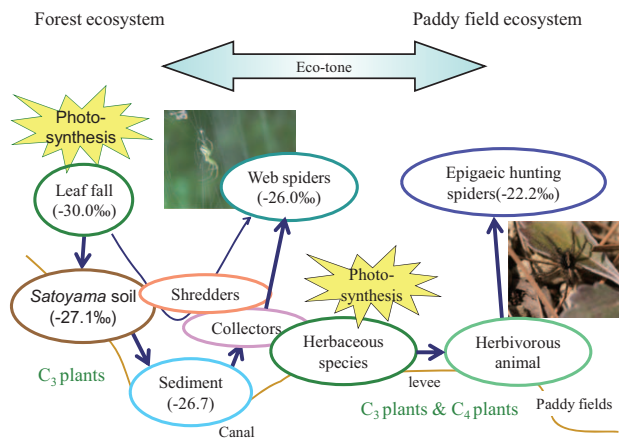 Forest ecosystem
Paddy field ecosystem
Eco-tone
Photo-
synthesis
Leaf fall
(-30.0‰)
Web spiders
(-26.0‰)
Epigaeic hunting
spiders(-22.2‰)
Photo-
synthesis
Satoyama soil
(-27.1‰)
Shredders
Collectors
Herbaceous
species
Herbivorous
animal
C3 plants
Sediment
(-26.7)
levee
C3 plants & C4 plants
Paddy fields
Canal